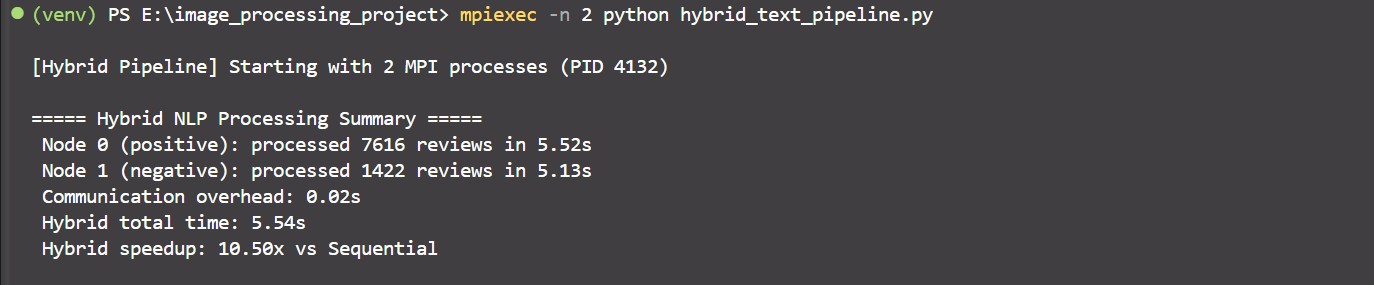 (venv) PS E:\image_processing_project> mpiexec -n 2 python hybrid_text_pipeline.py
[Hybrid Pipeline] Starting with 2 MPI processes (PID 4132)
===== Hybrid NLP Processing Summary =====
Node 0 (positive): processed 7616 reviews in 5.52s
Node 1 (negative): processed 1422 reviews in 5.13s
Communication overhead: 0.02s
Hybrid total time: 5.54s
Hybrid speedup: 10.50x vs Sequential